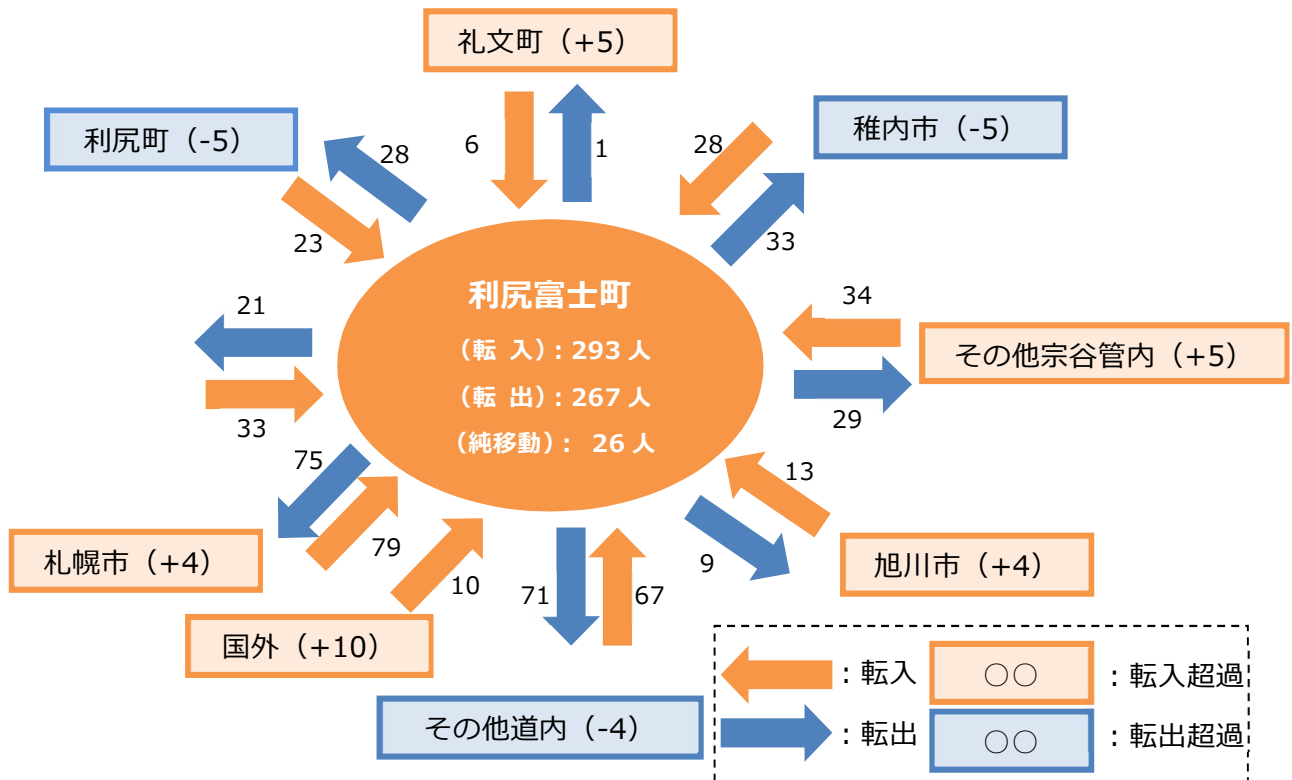 礼文町（+5）
利尻町（-5）
稚内市（-5）
28
6
1
28
23
33
21
34
利尻富士町
（転 入）：293 人
（転 出）：267 人
（純移動）： 26 人
その他宗谷管内（+5）
33
29
75
13
札幌市（+4）
79
10
71
67
9
旭川市（+4）
国外（+10）
その他道内（-4）
：転入
○○
：転入超過
：転出
○○
：転出超過